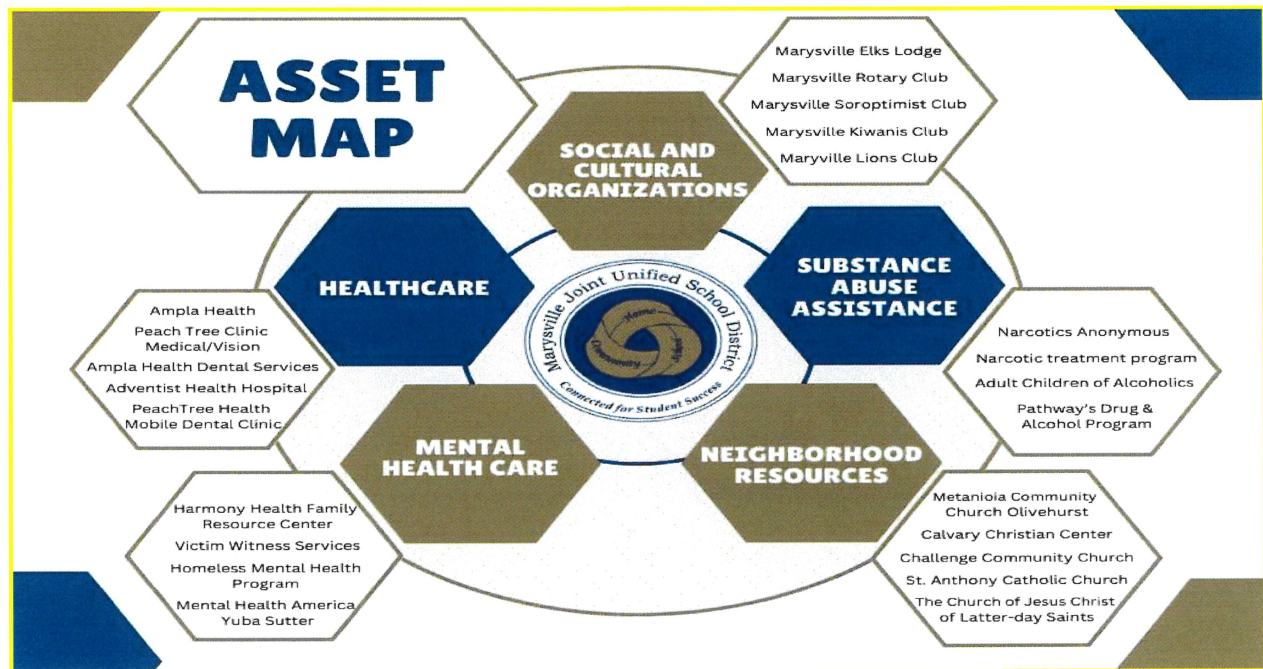 ASSET
MAP
Marysville Elks Lodge
Marysville Rotary Club
Marysville Soroptimist Club
Marysville Kiwanis Club
Maryville Lions Club
SOCIAL AND
CULTURAL
ORGANIZATIONS
HEALTHCARE
SUBSTANCE
ABUSE
ASSISTANCE
Marysville Joint Unified School District
Home
Community
School
Connected for Student Success
Ampla Health
Peach Tree Clinic
Medical/Vision
Ampla Health Dental Services
Adventist Health Hospital
PeachTree Health
Mobile Dental Clinic
Narcotics Anonymous
Narcotic treatment program
Adult Children of Alcoholics
Pathway's Drug &
Alcohol Program
MENTAL
HEALTH CARE
NEIGHBORHOOD
RESOURCES
Harmony Health Family
Resource Center
Victim Witness Services
Homeless Mental Health
Program
Mental Health America
Yuba Sutter
Metanioia Community
Church Olivehurst
Calvary Christian Center
Challenge Community Church
St. Anthony Catholic Church
The Church of Jesus Christ
of Latter-day Saints